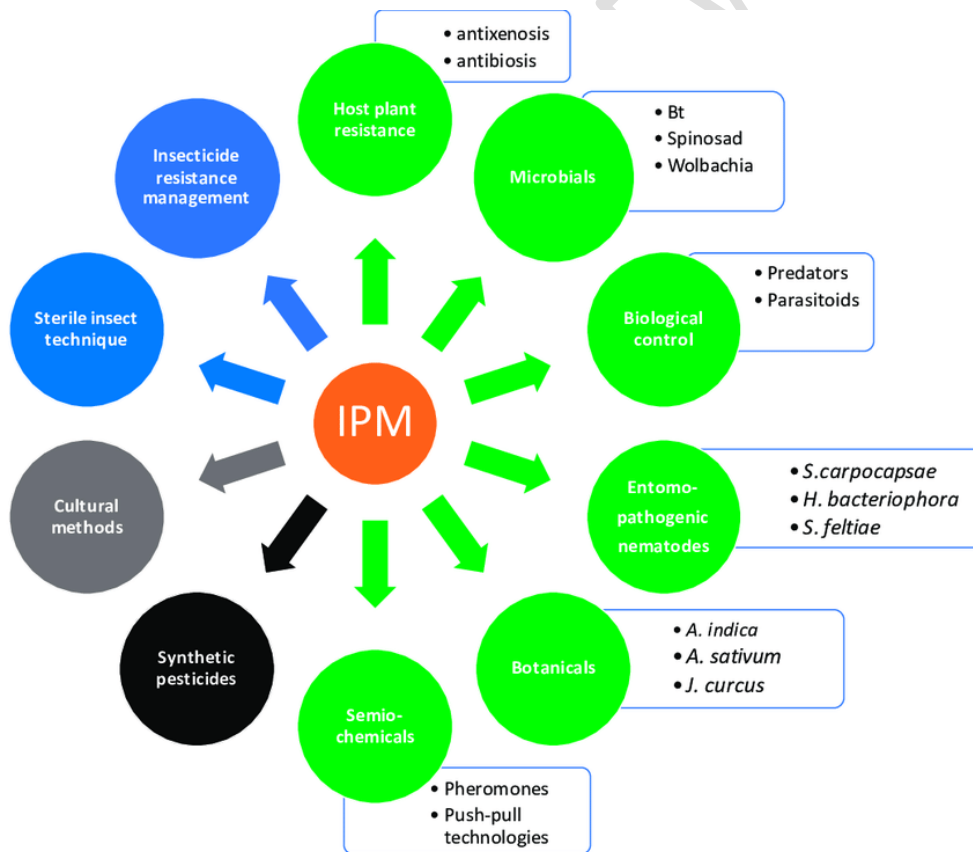 • antixenosis
• antibiosis
Host plant
resistance
• Bt
• Spinosad
• Wolbachia
Microbials
• Predators
• Parasitoids
Biological
control
• S.carpocapsae
• H. bacteriophora
• S. feltiae
Entomo-
pathogenic
nematodes
• A. indica
• A. sativum
• J. curcus
Botanicals
Semio-
chemicals
• Pheromones
• Push-pull
technologies
Synthetic
pesticides
Cultural
methods
Sterile insect
technique
Insecticide
resistance
management
IPM